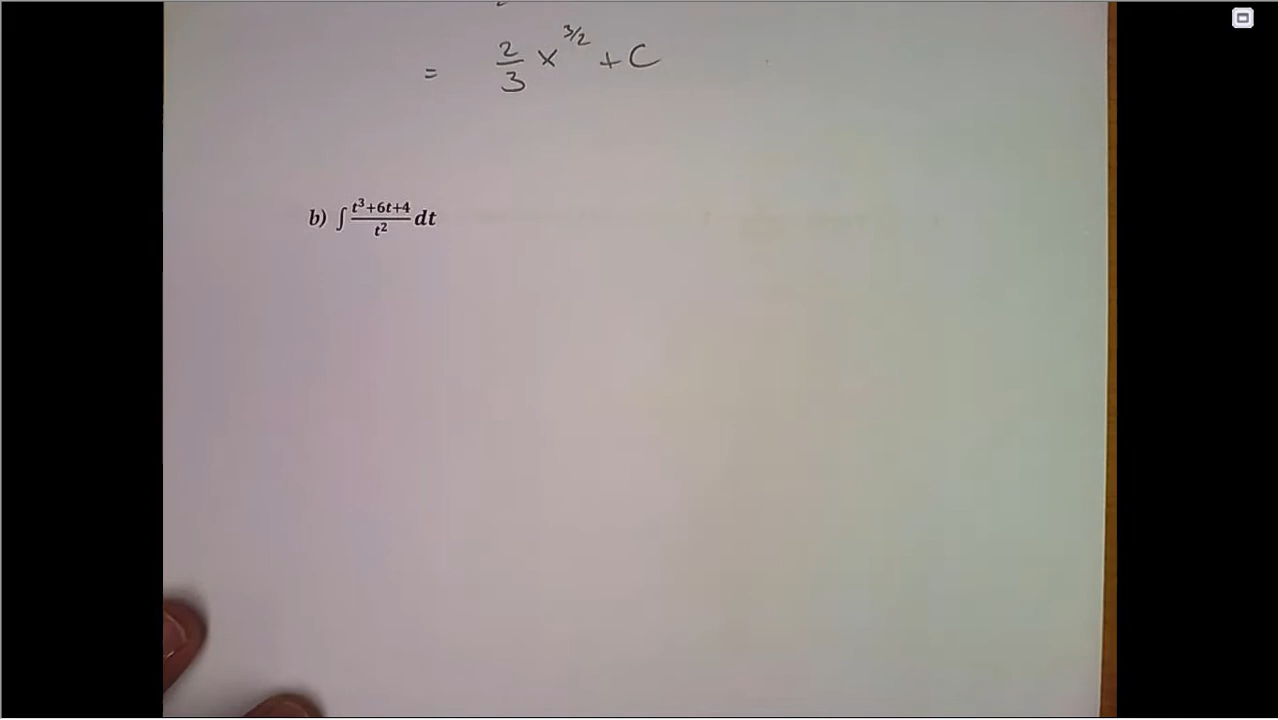 = 2/3 x^3/2 + C
b) ∫ t³+6t+4/t² dt